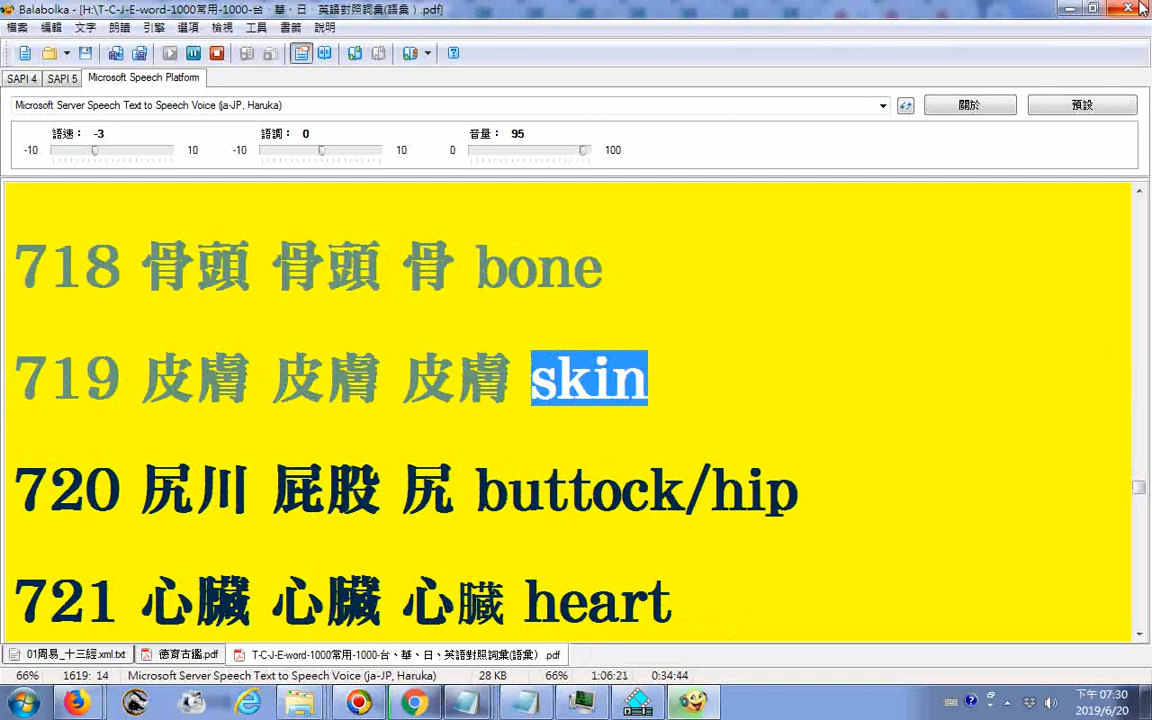 Balabolka - [H:\T-C-J-E-word-1000常用-1000-台、華、日、英語對照詞彙(語彙）.pdf]
檔案 編輯 文字 朗讀 引擎 選項 檢視 工具 書籤 說明
SAPI 4 SAPI 5 Microsoft Speech Platform
Microsoft Server Speech Text to Speech Voice (ja-JP, Haruka) 關於 預設
語速： -3 語調： 0 音量： 95
-10 10 -10 10 0 100
718 骨頭 骨頭 骨 bone
719 皮膚 皮膚 皮膚 skin
720 尻川 屁股 尻 buttock/hip
721 心臟 心臟 心臓 heart
01周易_十三經.xml.txt 德育古鑑.pdf T-C-J-E-word-1000常用-1000-台、華、日、英語對照詞彙(語彙）.pdf
66% 1619: 14 Microsoft Server Speech Text to Speech Voice (ja-JP, Haruka) 28 KB 66% 1:06:21 0:34:44
下午 07:30
2019/6/20